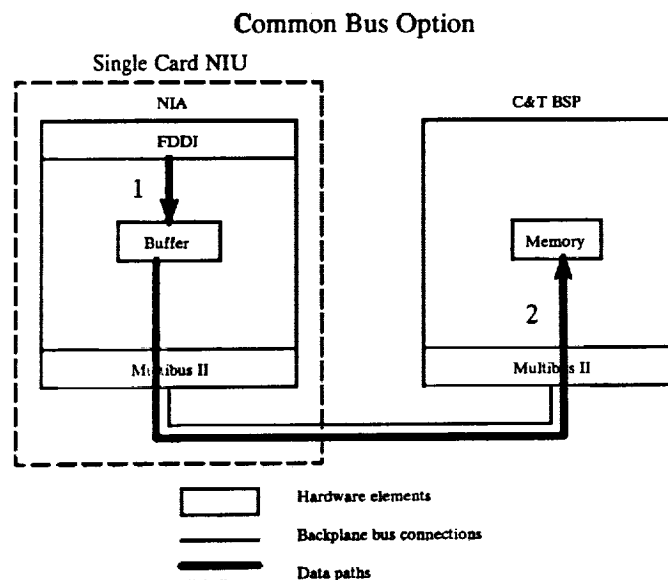 Common Bus Option
Single Card NIU
NIA
C&T BSP
FDDI
1
Buffer
Memory
2
Multibus II
Multibus II
Hardware elements
Backplane bus connections
Data paths